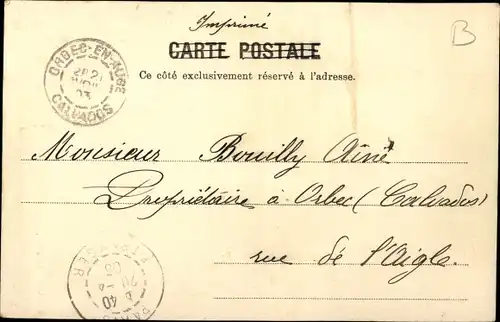 Imprimé
B
CARTE POSTALE
Ce côté exclusivement réservé à l'adresse.
ORBEC-EN-AUGE
CALVADOS
Monsieur Bouilly Aîné
Propriétaire à Orbec (Calvados)
rue de l'Aigle.
ETRANGER